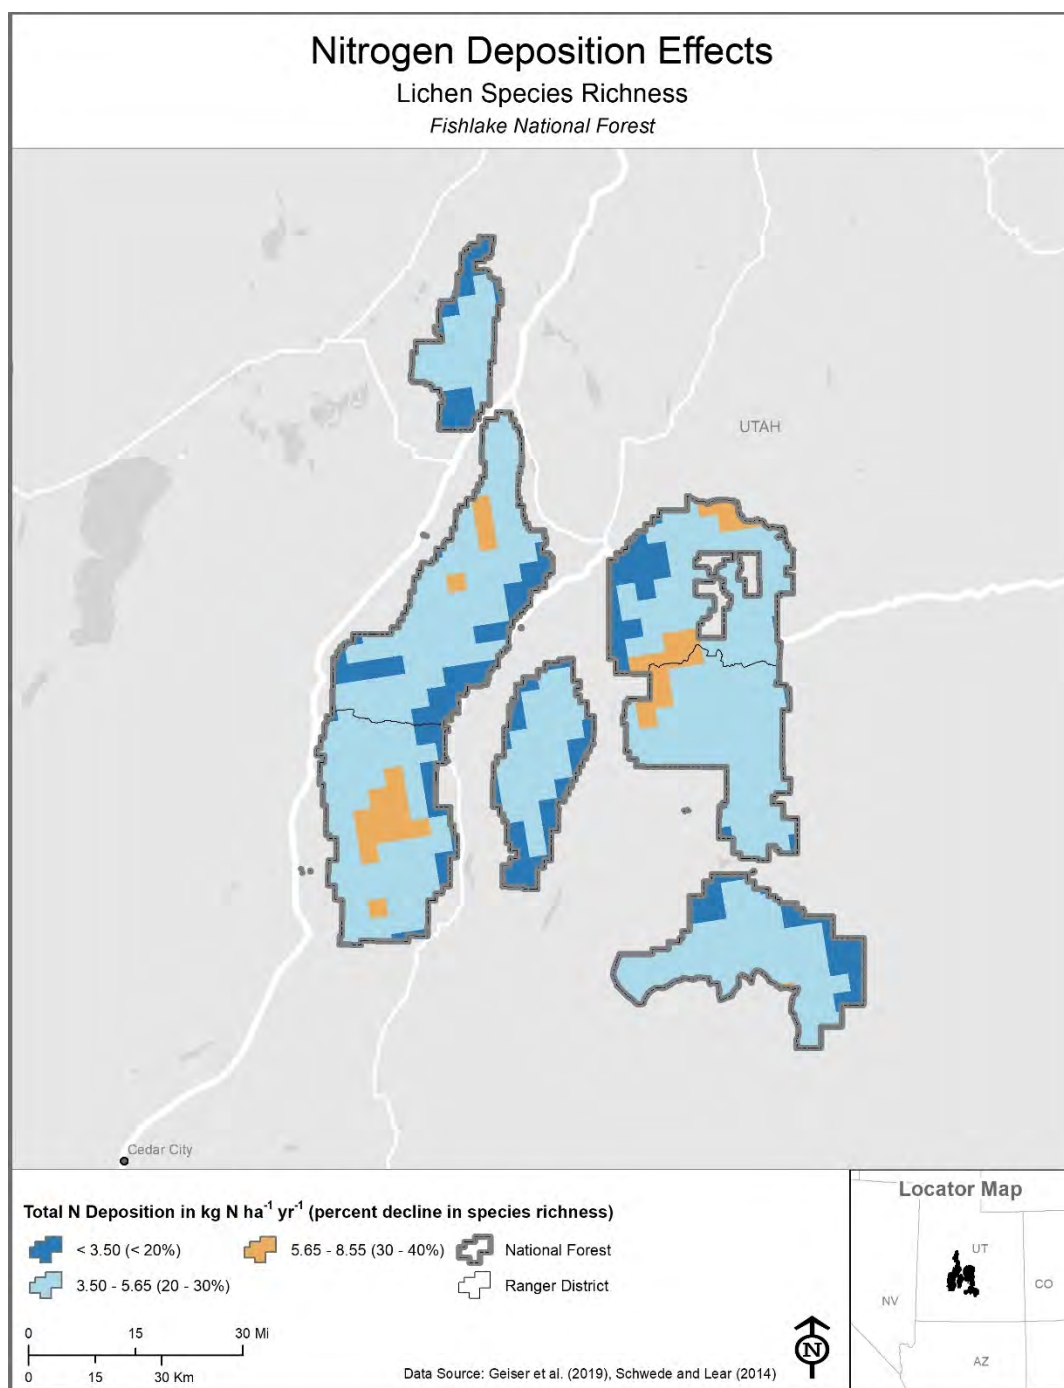 Nitrogen Deposition Effects
Lichen Species Richness
Fishlake National Forest
UTAH
Cedar City
Total N Deposition in kg N ha⁻¹ yr⁻¹ (percent decline in species richness)
< 3.50 (< 20%)
5.65 - 8.55 (30 - 40%)
National Forest
3.50 - 5.65 (20 - 30%)
Ranger District
0 15 30 Mi
0 15 30 Km
N
Data Source: Geiser et al. (2019), Schwede and Lear (2014)
Locator Map
UT
CO
NV
AZ